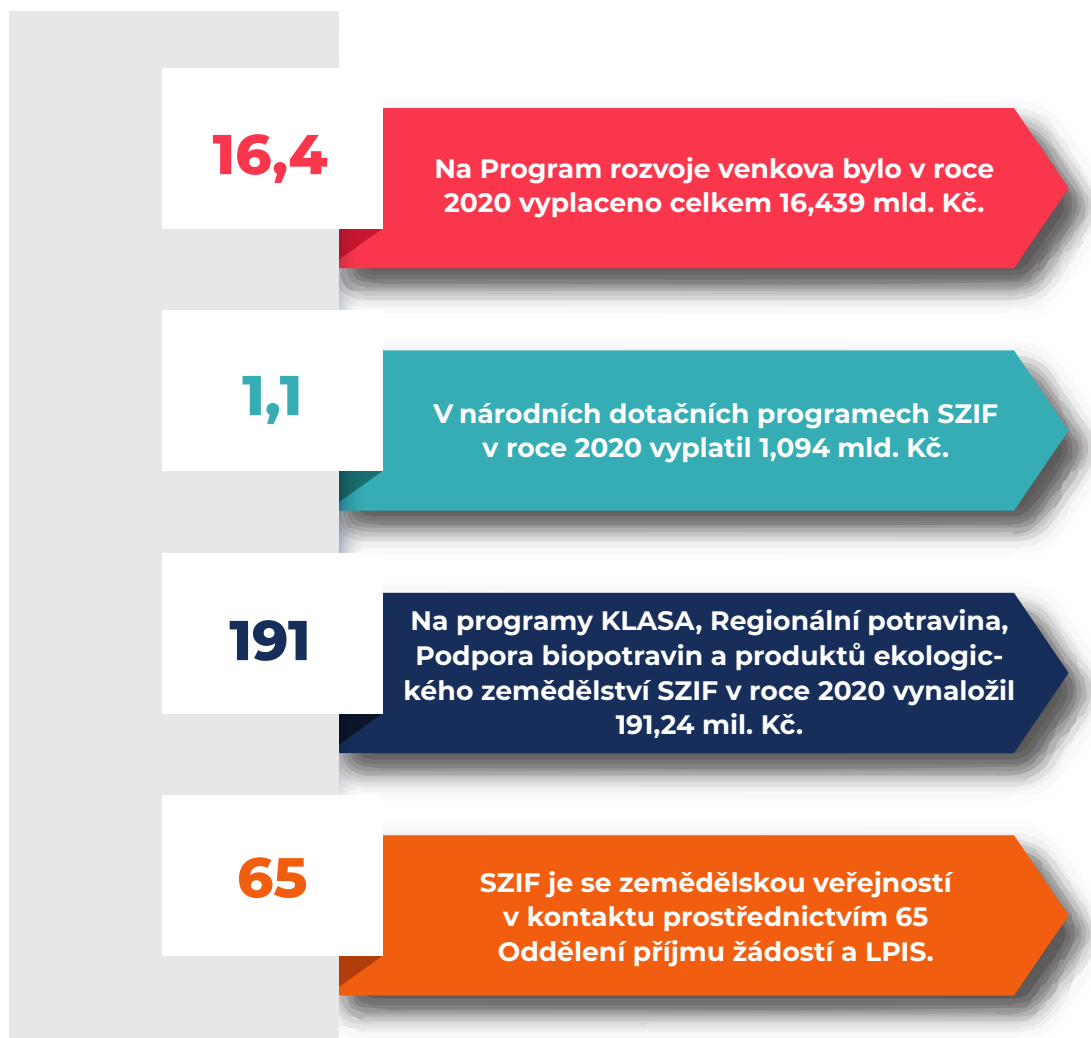 16,4
Na Program rozvoje venkova bylo v roce
2020 vyplaceno celkem 16,439 mld. Kč.
1,1
V národních dotačních programech SZIF
v roce 2020 vyplatil 1,094 mld. Kč.
191
Na programy KLASA, Regionální potravina,
Podpora biopotravin a produktů ekologic-
kého zemědělství SZIF v roce 2020 vynaložil
191,24 mil. Kč.
65
SZIF je se zemědělskou veřejností
v kontaktu prostřednictvím 65
Oddělení příjmu žádostí a LPIS.